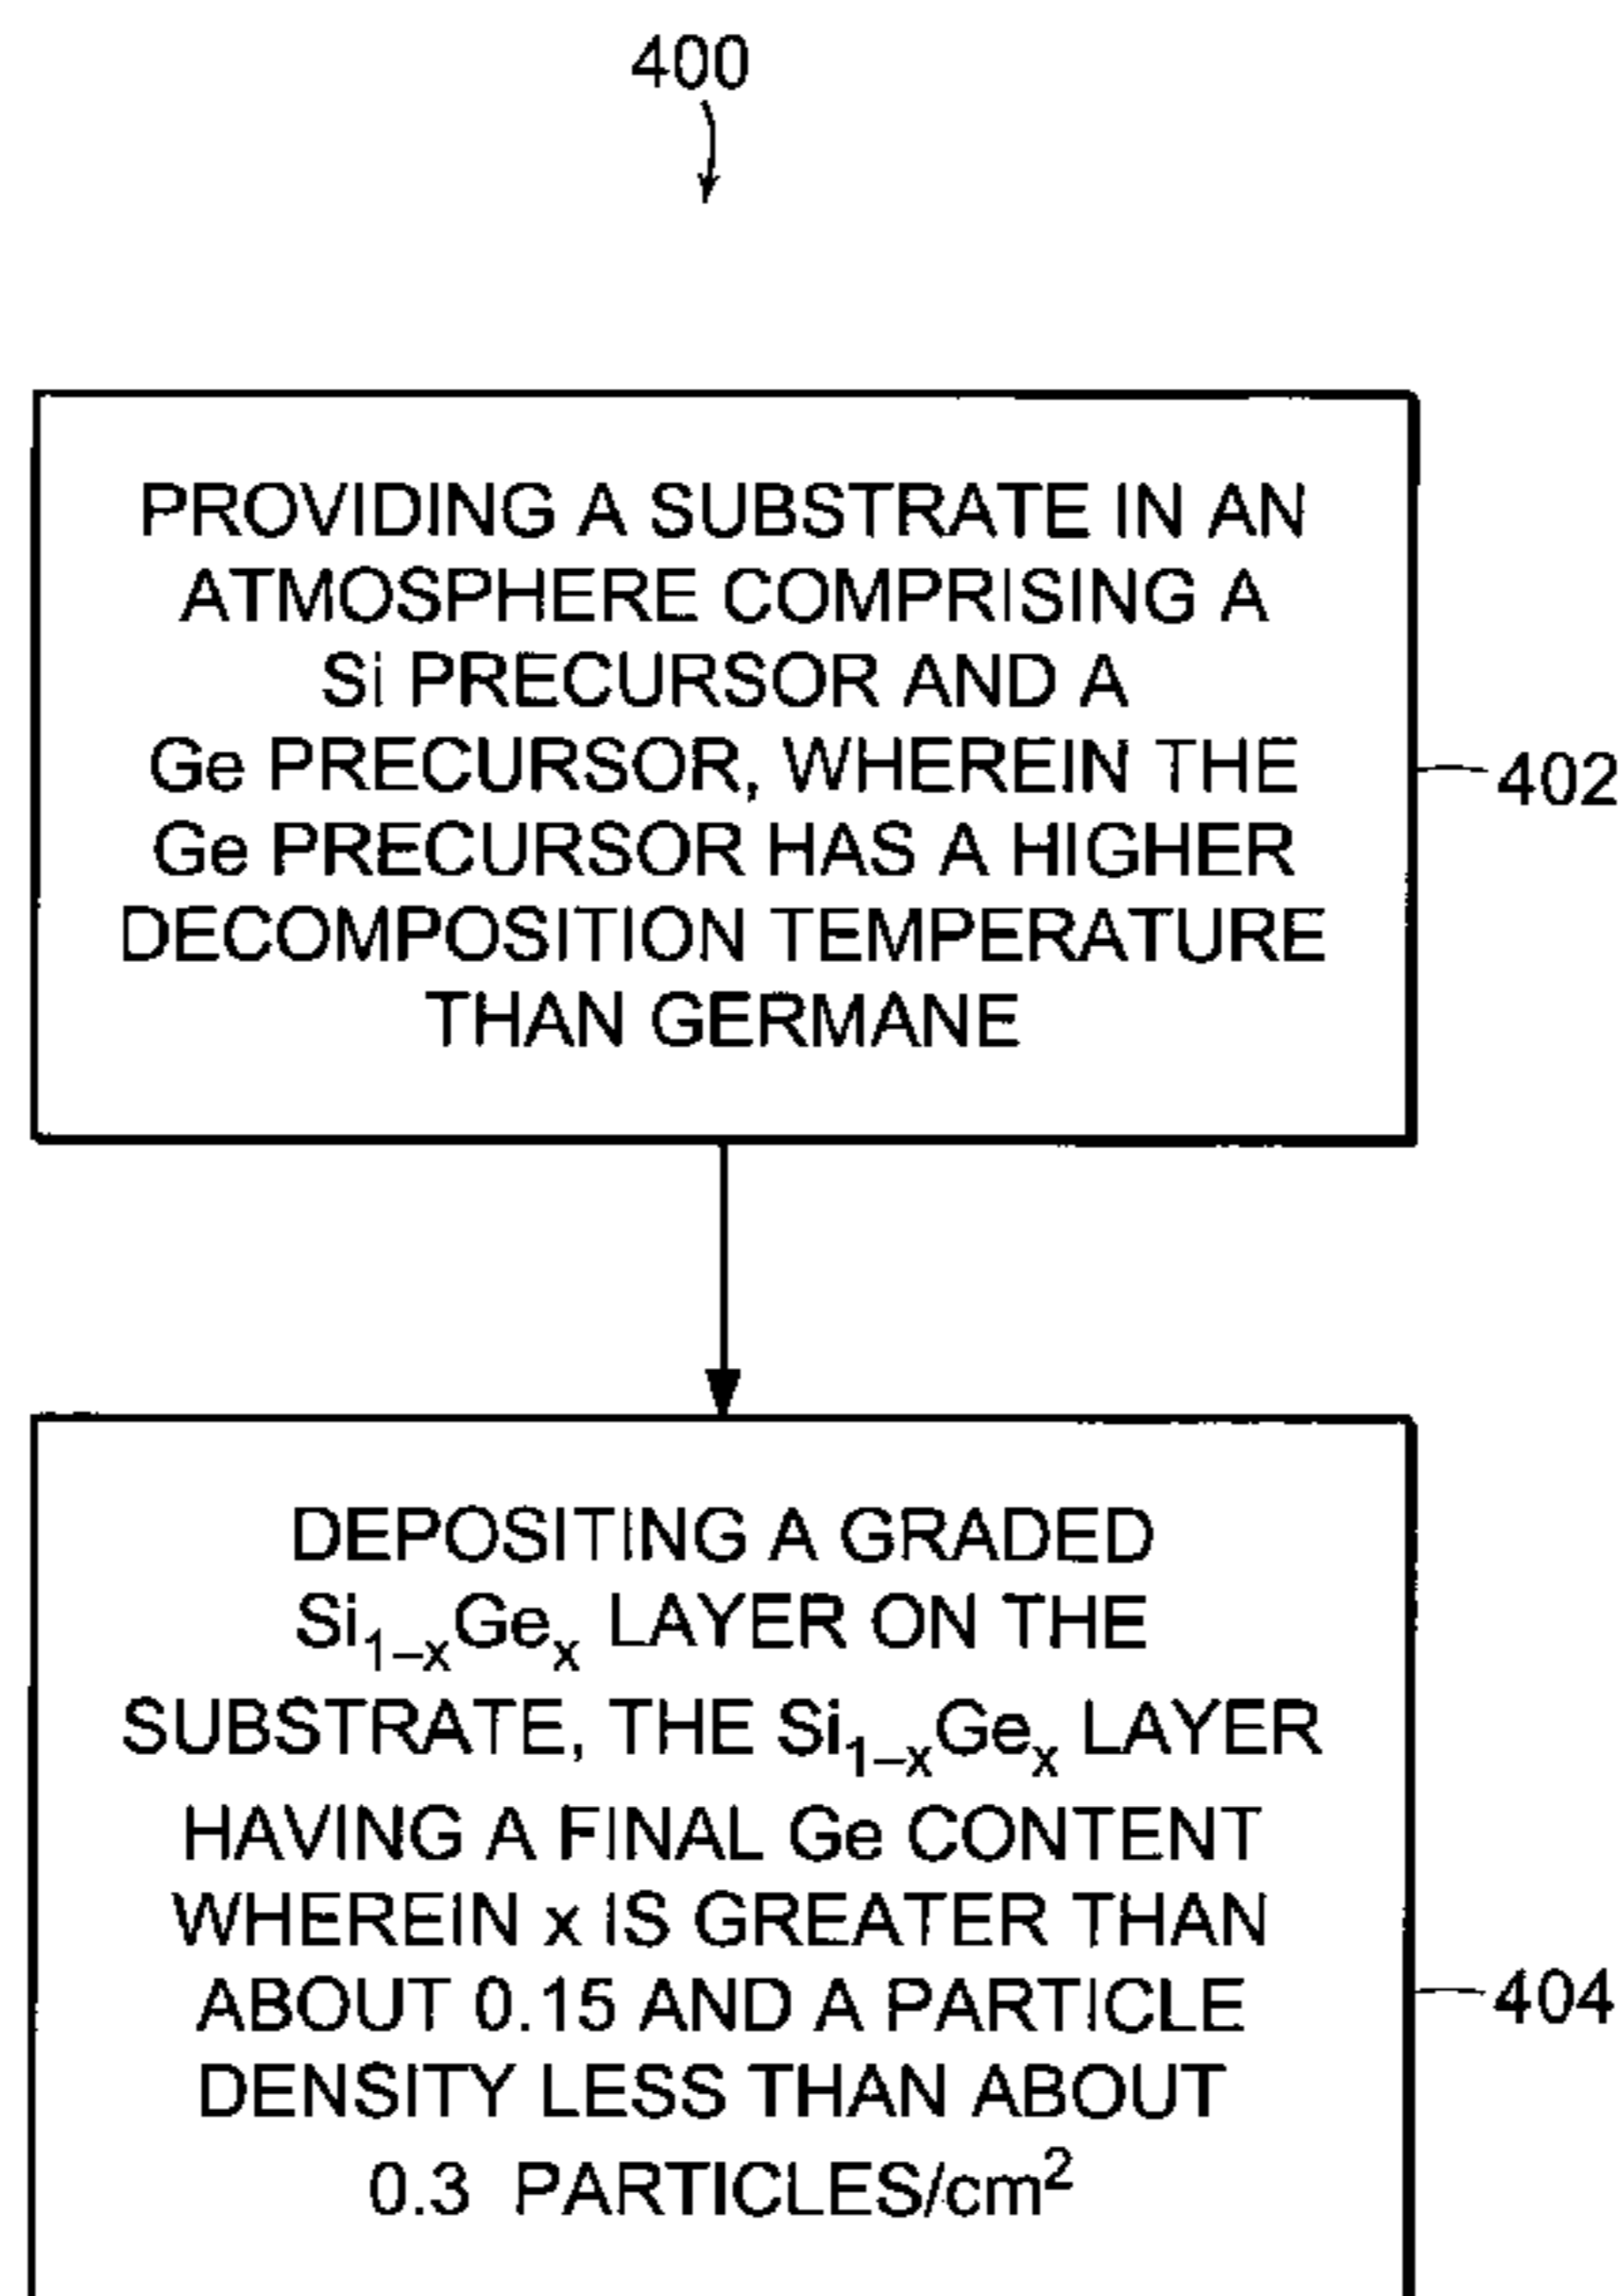 400
PROVIDING A SUBSTRATE IN AN
ATMOSPHERE COMPRISING A
Si PRECURSOR AND A
Ge PRECURSOR, WHEREIN THE
Ge PRECURSOR HAS A HIGHER
DECOMPOSITION TEMPERATURE
THAN GERMANE
402
DEPOSITING A GRADED
Si₁₋ₓGeₓ LAYER ON THE
SUBSTRATE, THE Si₁₋ₓGeₓ LAYER
HAVING A FINAL Ge CONTENT
WHEREIN x IS GREATER THAN
ABOUT 0.15 AND A PARTICLE
DENSITY LESS THAN ABOUT
0.3 PARTICLES/cm²
404